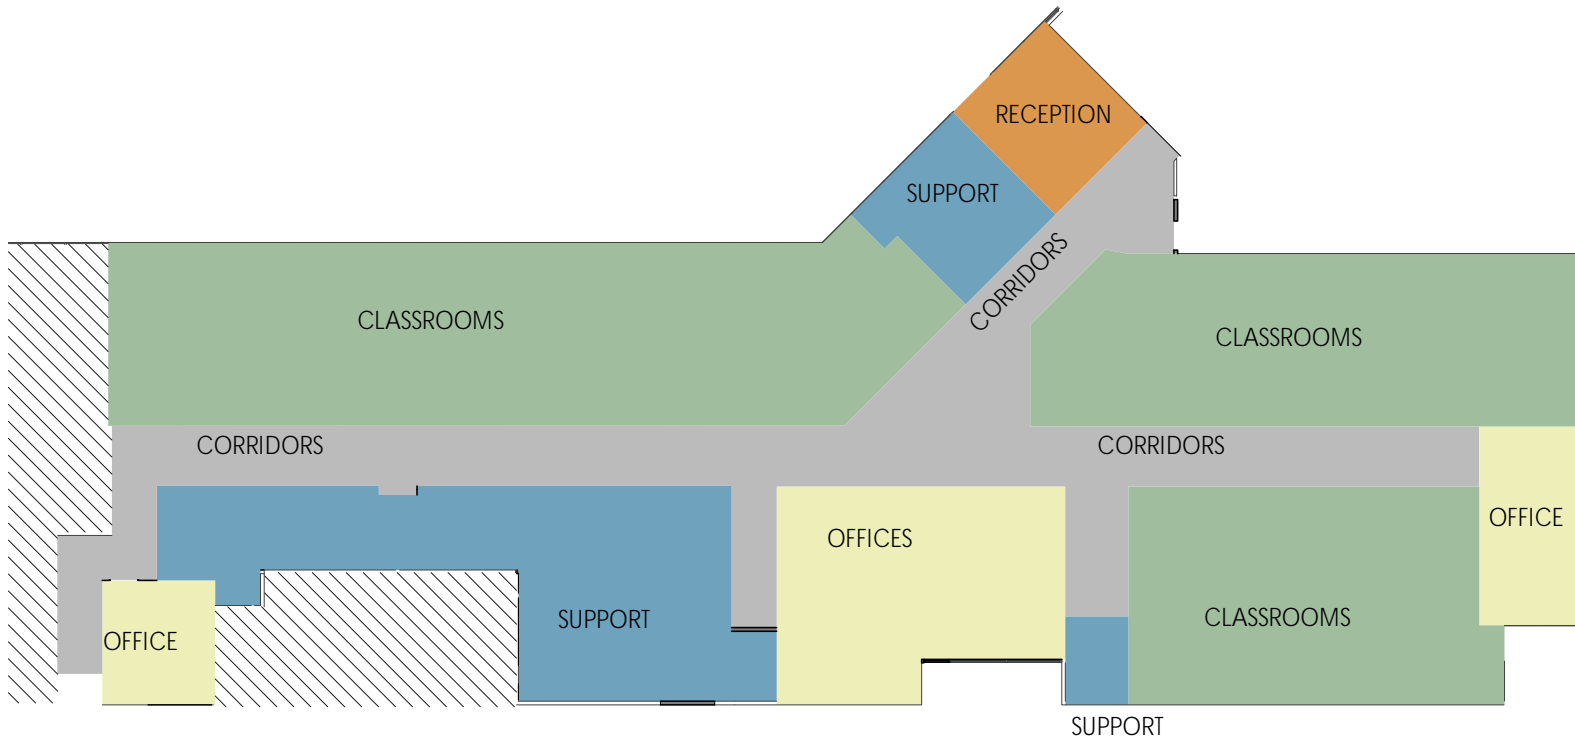 RECEPTION
SUPPORT
CORRIDORS
CLASSROOMS
CLASSROOMS
CORRIDORS
CORRIDORS
OFFICE
OFFICES
SUPPORT
CLASSROOMS
OFFICE
SUPPORT